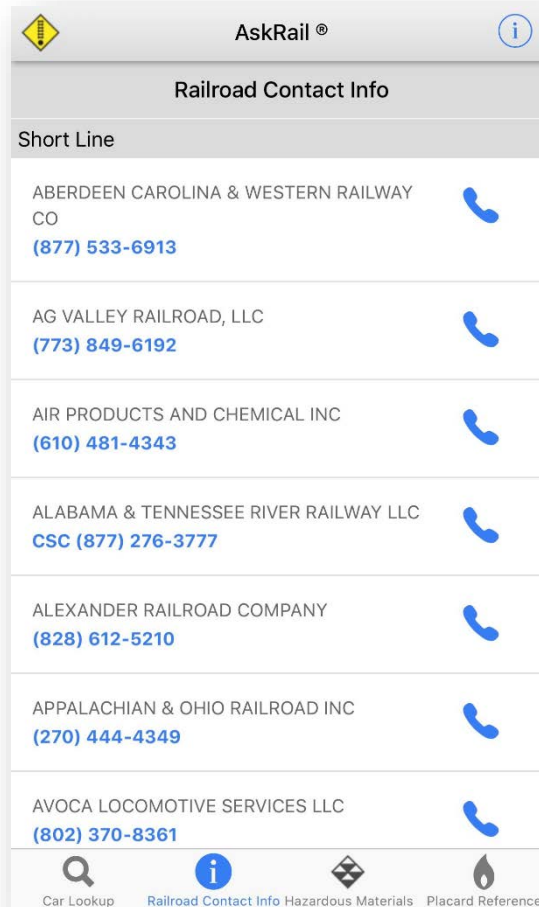 AskRail ®
i
Railroad Contact Info
Short Line
ABERDEEN CAROLINA & WESTERN RAILWAY
CO
(877) 533-6913
AG VALLEY RAILROAD, LLC
(773) 849-6192
AIR PRODUCTS AND CHEMICAL INC
(610) 481-4343
ALABAMA & TENNESSEE RIVER RAILWAY LLC
CSC (877) 276-3777
ALEXANDER RAILROAD COMPANY
(828) 612-5210
APPALACHIAN & OHIO RAILROAD INC
(270) 444-4349
AVOCA LOCOMOTIVE SERVICES LLC
(802) 370-8361
i
Car Lookup Railroad Contact Info Hazardous Materials Placard Reference